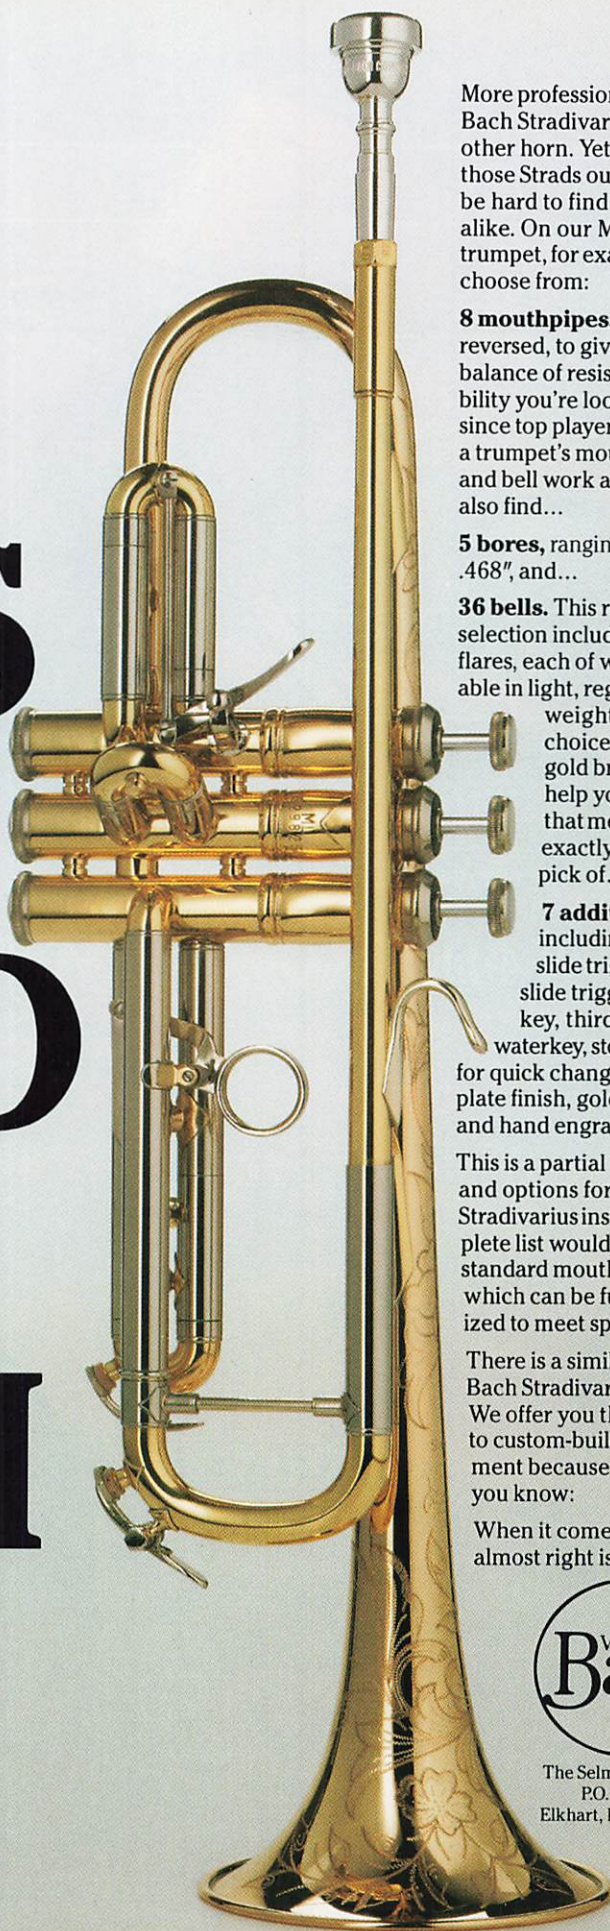 More profession
Bach Stradivar
other horn. Yet
those Strads ou
be hard to find
alike. On our M
trumpet, for exa
choose from:
8 mouthpipes
reversed, to giv
balance of resis
bility you're loo
since top player
a trumpet's mou
and bell work a
also find...
5 bores, rangin
.468", and...
36 bells. This r
selection includ
flares, each of w
able in light, reg
weight
choice
gold br
help yo
that mo
exactly
pick of.
7 addi
includin
slide tri
slide trigg
key, third
waterkey, st
for quick chang
plate finish, gol
and hand engra
This is a partial
and options for
Stradivarius ins
plete list would
standard mouth
which can be fu
ized to meet sp
There is a simil
Bach Stradivar
We offer you th
to custom-buil
ment because
you know:
When it come
almost right is
The Selm
P.O.
Elkhart, I